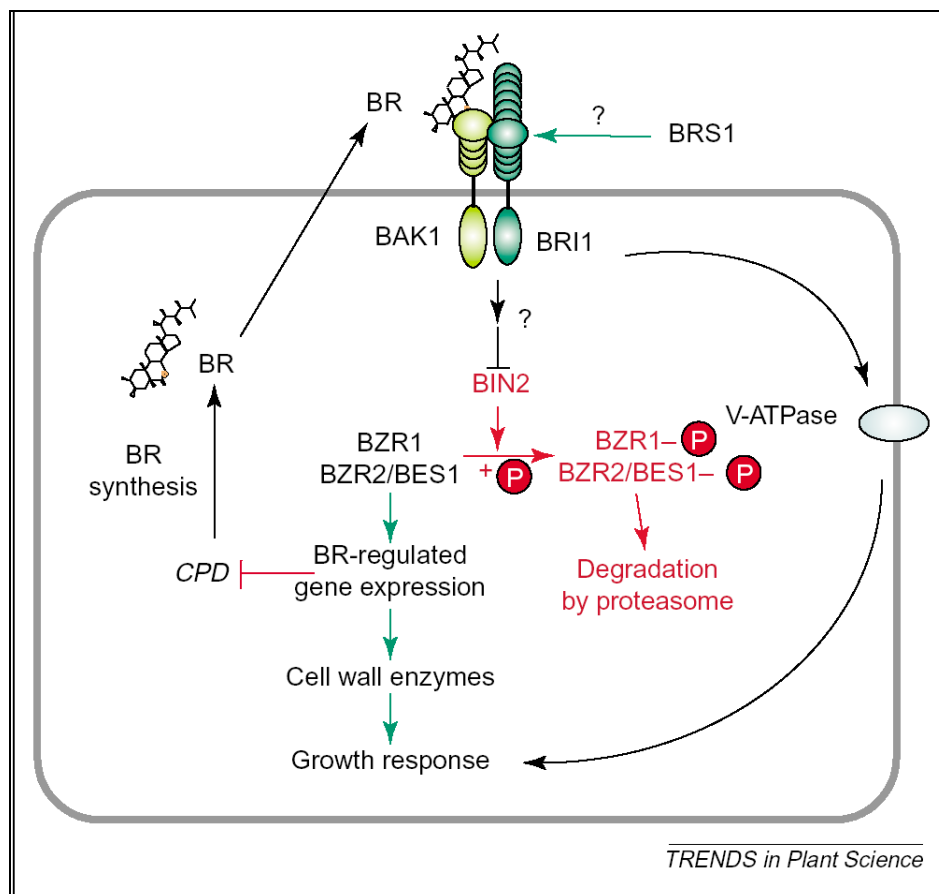 BR
?
BRS1
BAK1
BRI1
?
BR
BIN2
V-ATPase
BR
synthesis
BZR1
BZR2/BES1
+ P
BZR1– P
BZR2/BES1– P
CPD
BR-regulated
gene expression
Degradation
by proteasome
Cell wall enzymes
Growth response
TRENDS in Plant Science